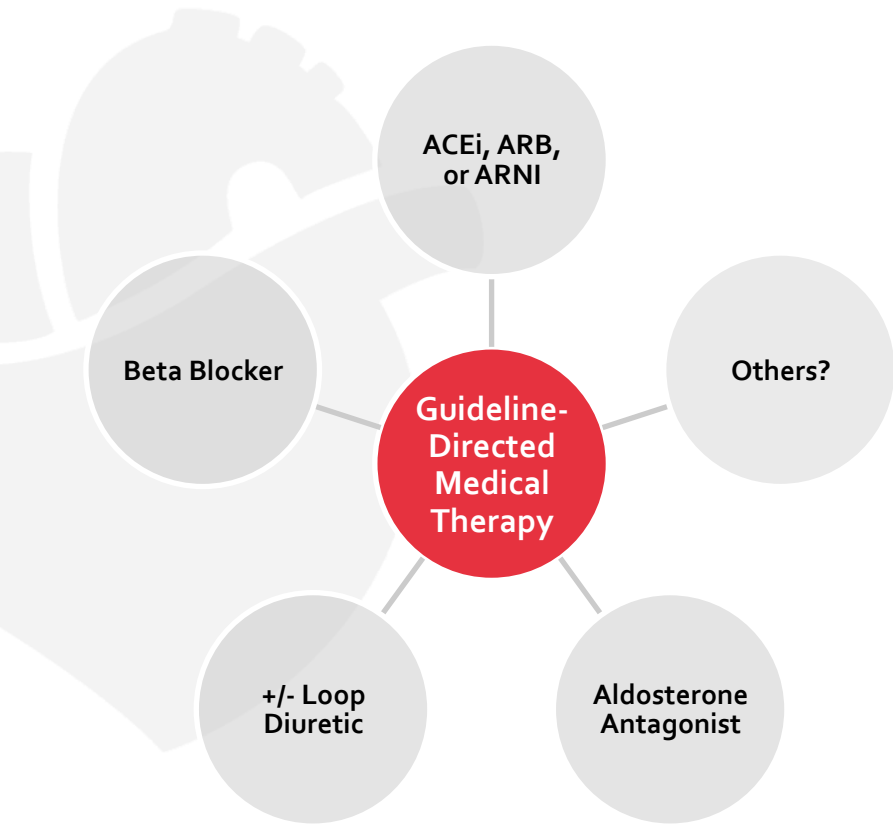 ACEi, ARB,
or ARNI
Beta Blocker
Others?
Guideline-
Directed
Medical
Therapy
+/- Loop
Diuretic
Aldosterone
Antagonist